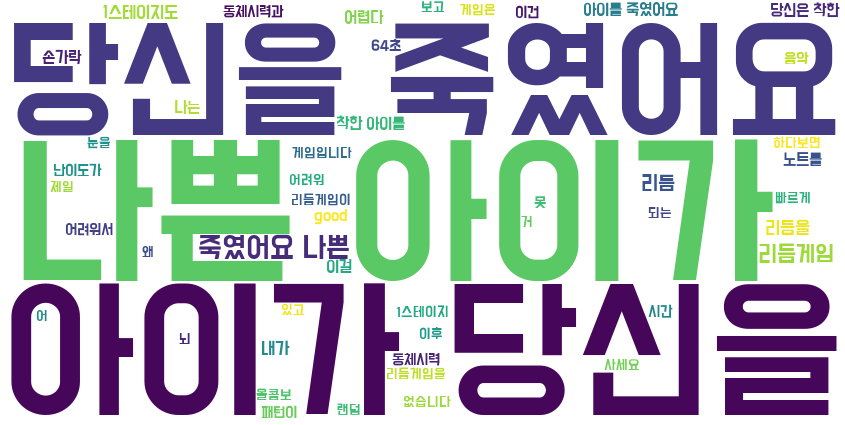 1스테이지도 동체시력과 어렵다 보고 게임은 이건 아이를 죽였어요 당신은 착한
당신을 죽였어요
손가락 64초 음악
나는
착한 아이를
눈을 게임입니다 하다보면
노트를
나쁜 아이가
난이도가 어려워 리듬
제일 리듬게임이 못 빠르게
good 거 되는
어려워서 리듬을
왜 죽였어요 나쁜 리듬게임
이걸
아이가 당신을
어 있고 1스테이지 시간
뇌 이후
내가 동체시력
리듬게임을 사세요
올콤보 없습니다
패턴이 랜덤